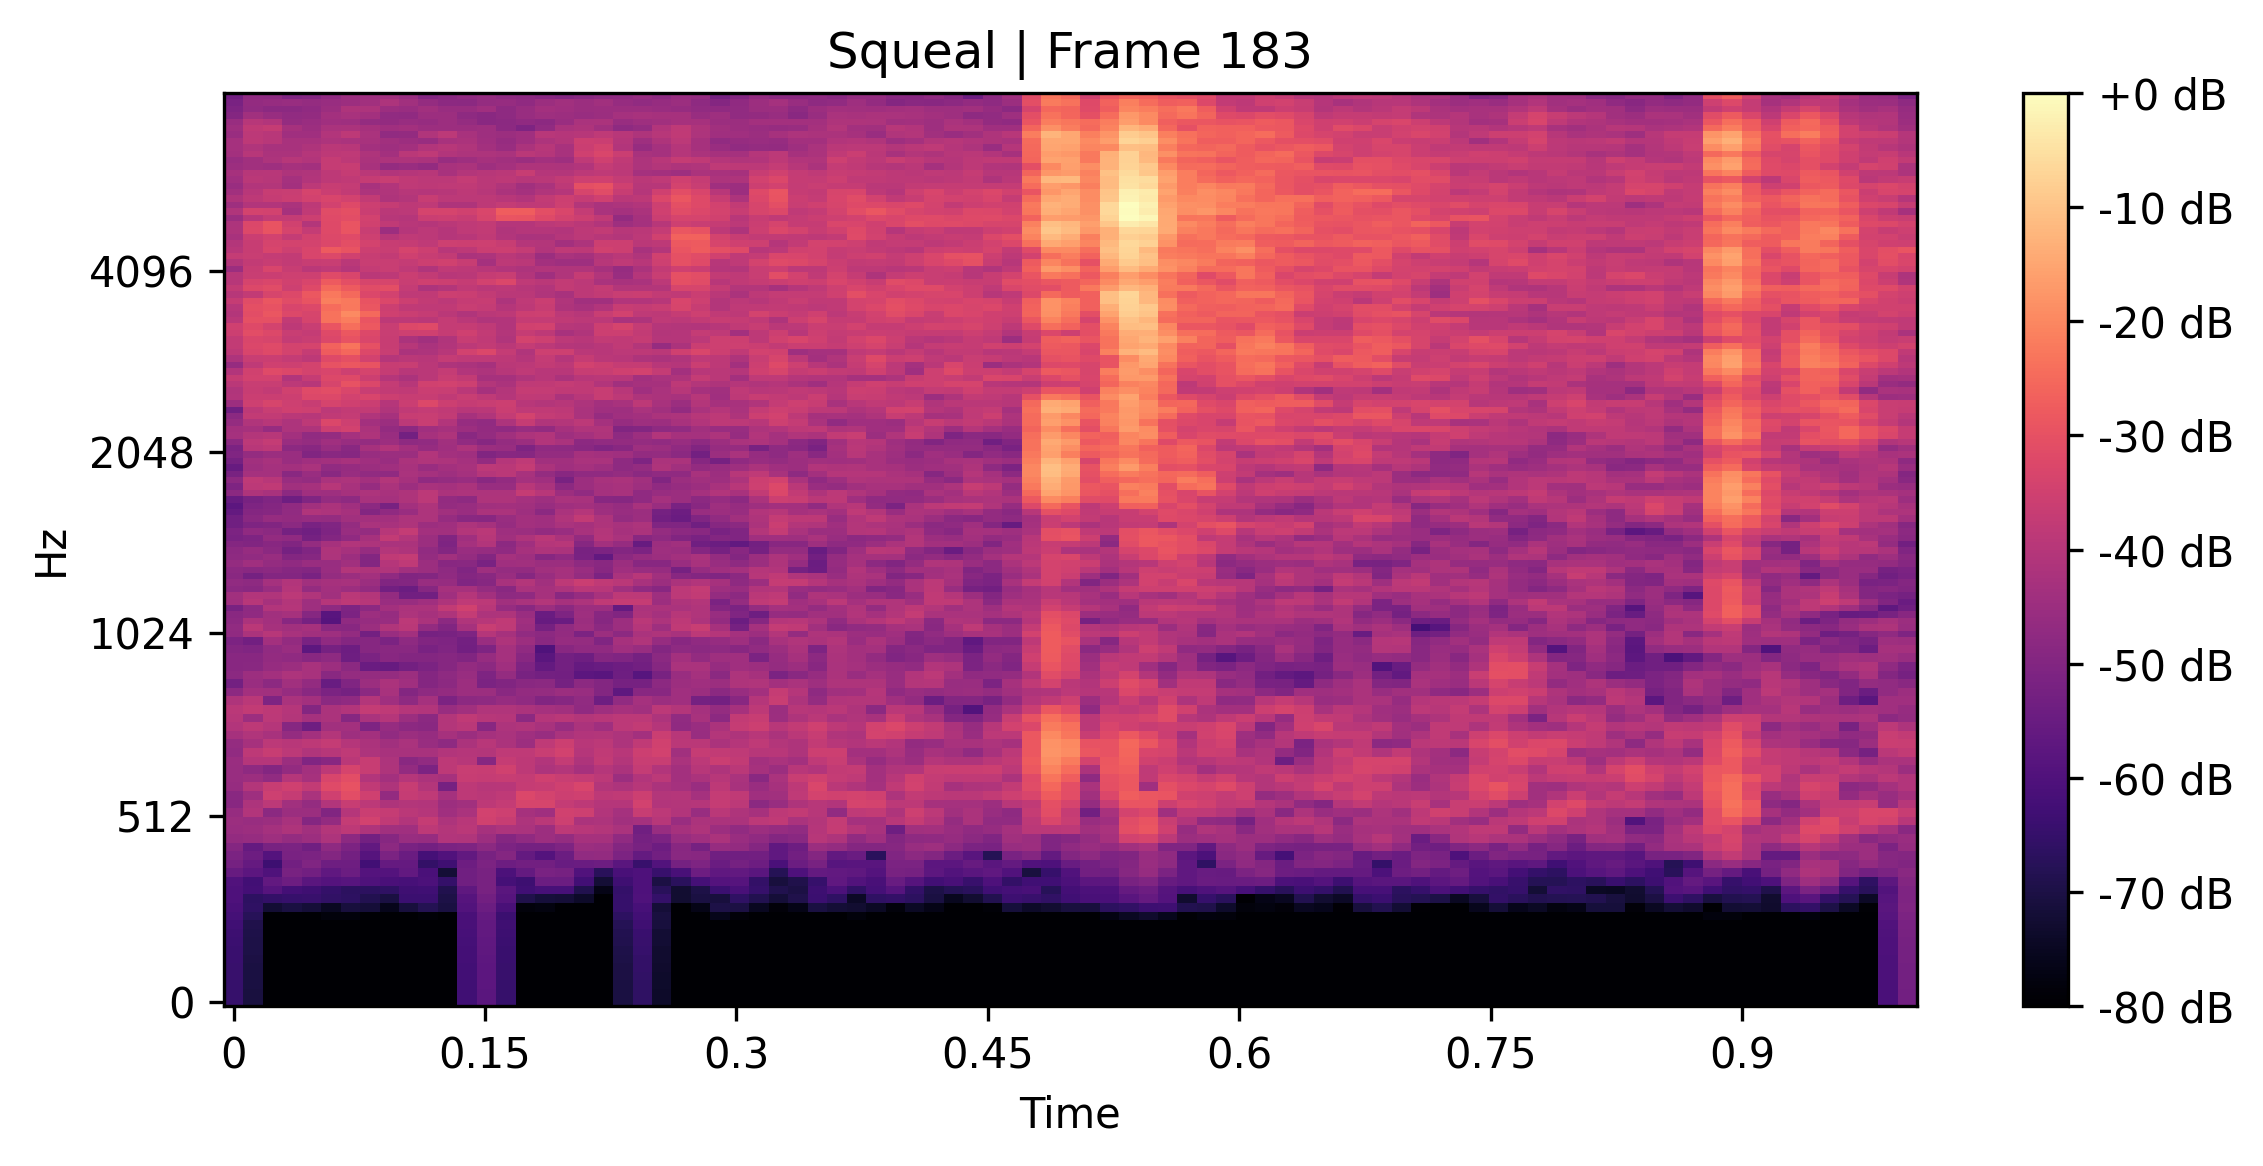 Squeal | Frame 183
+0 dB
-10 dB
-20 dB
-30 dB
-40 dB
-50 dB
-60 dB
-70 dB
-80 dB
Hz
4096
2048
1024
512
0
0 0.15 0.3 0.45 0.6 0.75 0.9
Time